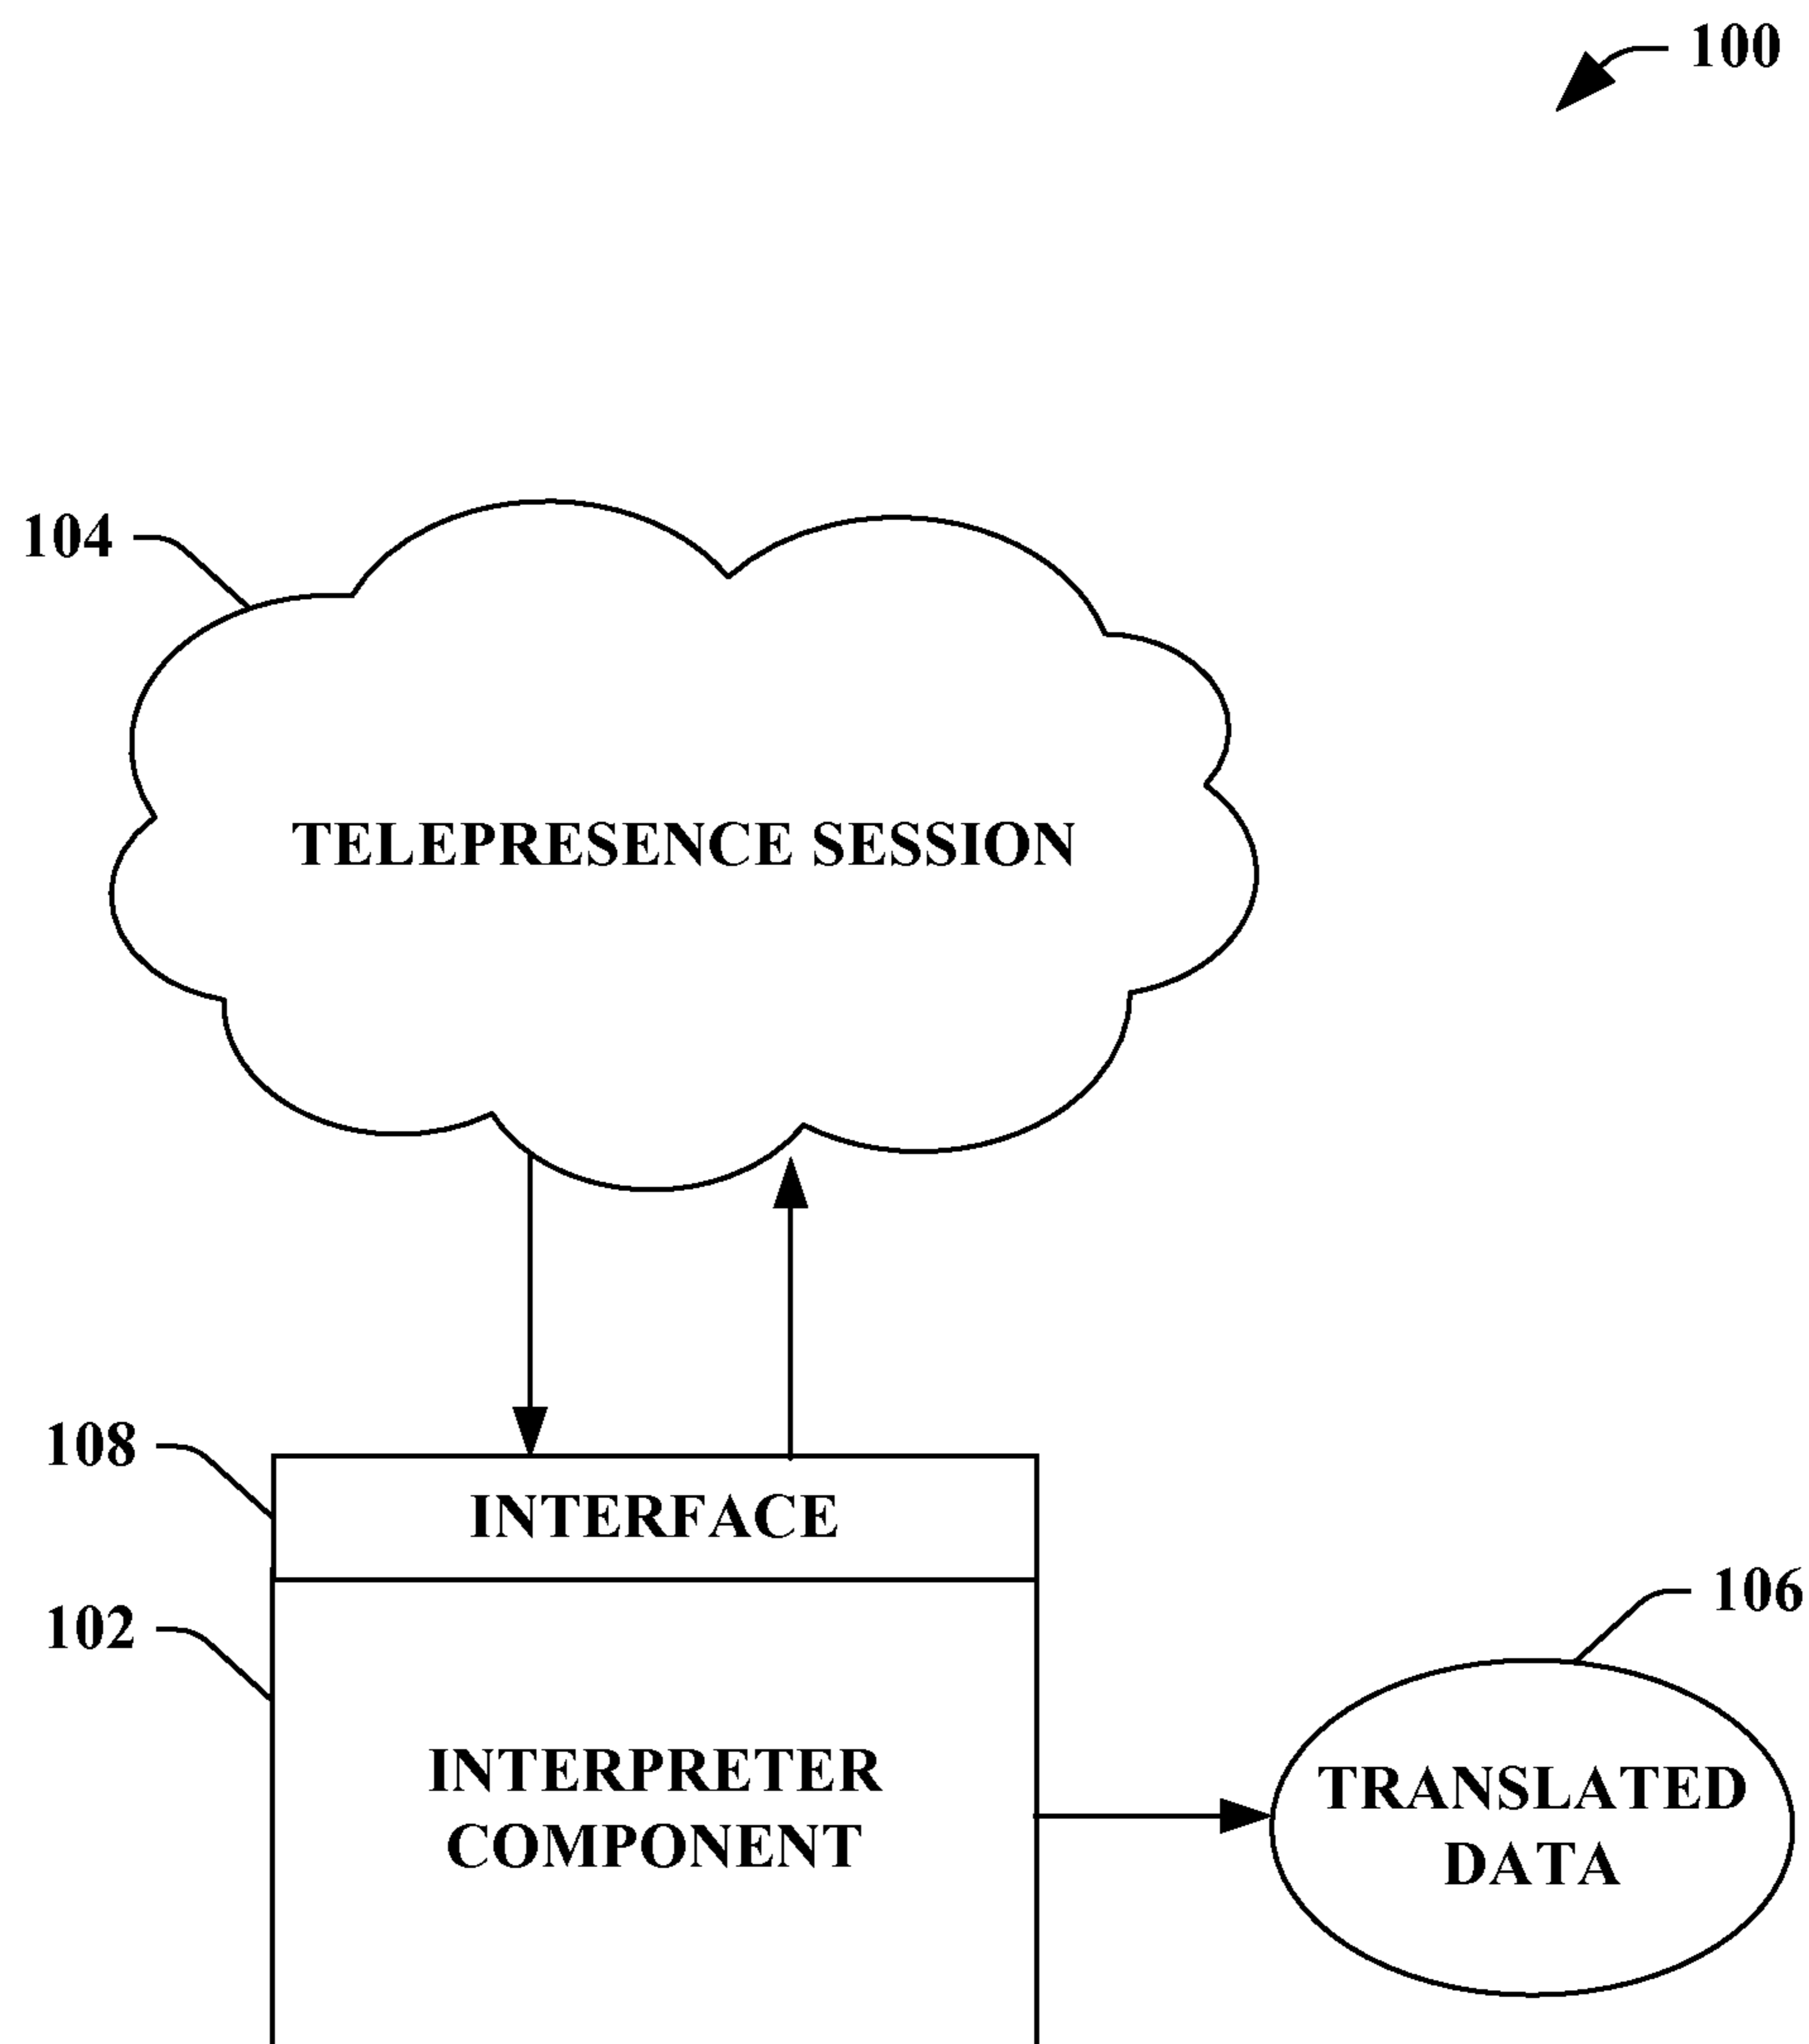 100
104
TELEPRESENCE SESSION
108
INTERFACE
102
106
INTERPRETER
COMPONENT
TRANSLATED
DATA